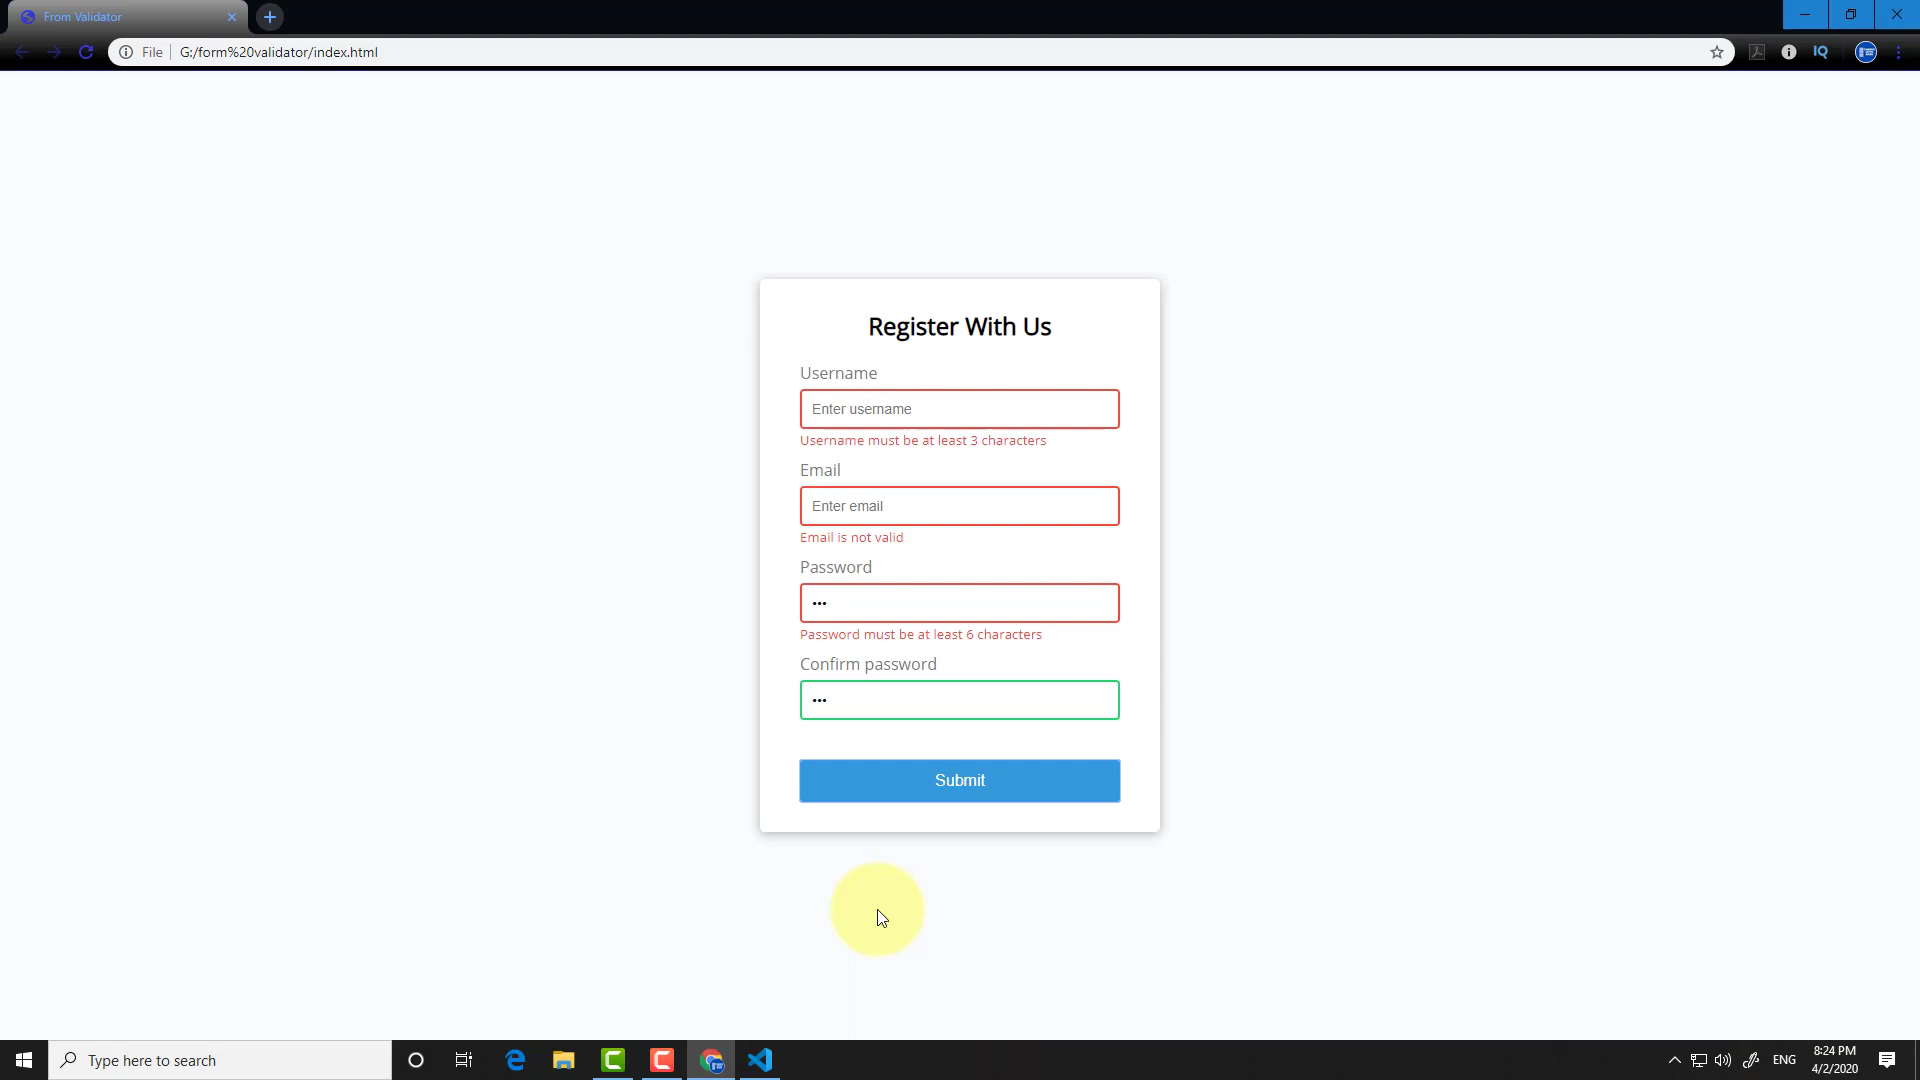 From Validator
File
G:/form%20validator/index.html
IQ
Register With Us
Username
Enter username
Username must be at least 3 characters
Email
Enter email
Email is not valid
Password
•••
Password must be at least 6 characters
Confirm password
•••
Submit
Type here to search
ENG
8:24 PM
4/2/2020